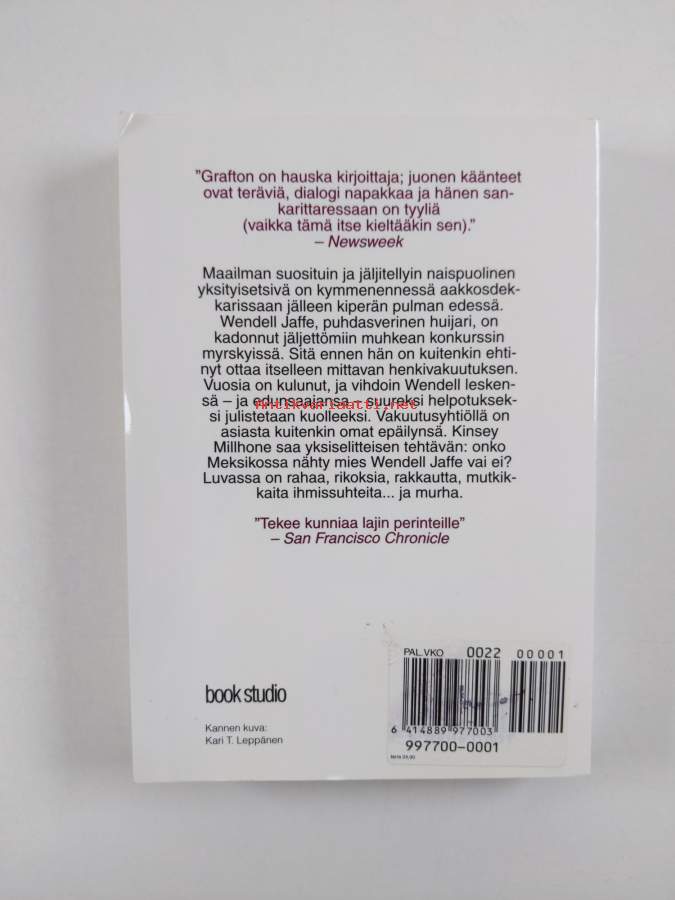 "Grafton on hauska kirjoittaja; juonen käänteet
ovat teräviä, dialogi napakkaa ja hänen san-
karittaressaan on tyyliä
(vaikka tämä itse kieltääkin sen)."
– Newsweek
Maailman suosituin ja jäljitellyin naispuolinen
yksityisetsivä on kymmenennessä aakkosdek-
karissaan jälleen kiperän pulman edessä.
Wendell Jaffe, puhdasverinen huijari, on
kadonnut jäljettömiin muhkean konkurssin
myrskyissä. Sitä ennen hän on kuitenkin ehti-
nyt ottaa itselleen mittavan henkivakuutuksen.
Vuosia on kulunut, ja vihdoin Wendell lesken-
sä – ja edunsaajansa – suureksi helpotuksek-
si julistetaan kuolleeksi. Vakuutusyhtiöllä on
asiasta kuitenkin omat epäilynsä. Kinsey
Millhone saa yksiselitteisen tehtävän: onko
Meksikossa nähty mies Wendell Jaffe vai ei?
Luvassa on rahaa, rikoksia, rakkautta, mutkik-
kaita ihmissuhteita... ja murha.
"Tekee kunniaa lajin perinteille"
– San Francisco Chronicle
Antikvariaatti.net
book studio
Kannen kuva:
Kari T. Leppänen
PAL.VKO 0022 00001
6 414889 977003
997700-0001